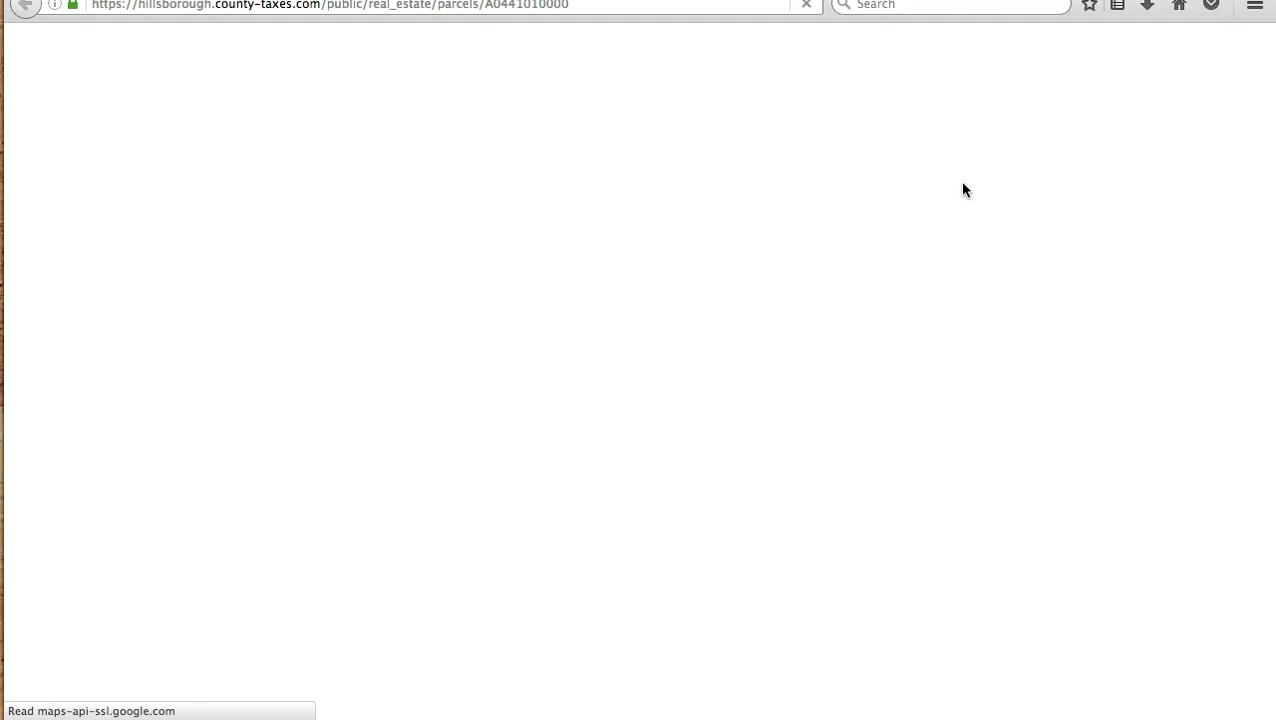 https://hillsborough.county-taxes.com/public/real_estate/parcels/A0441010000
Search
Read maps-api-ssl.google.com